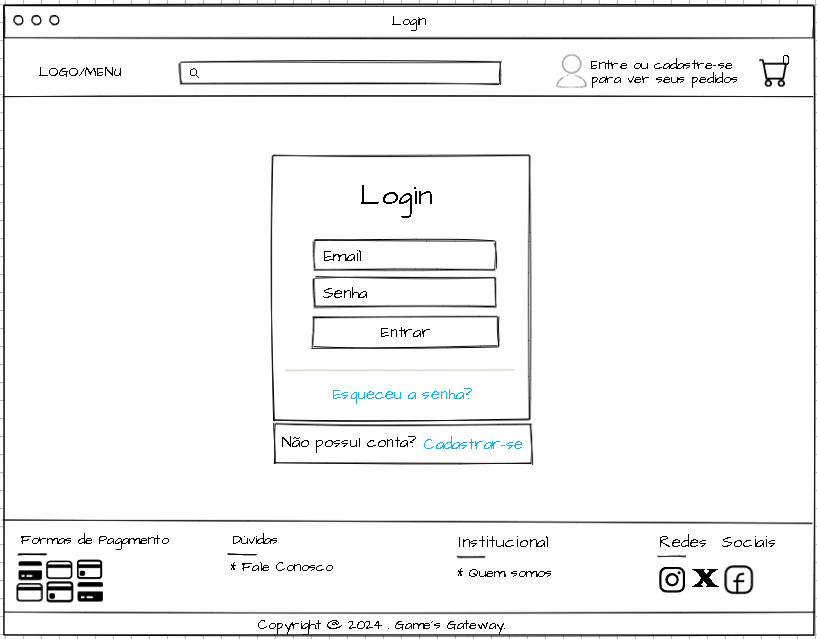 Login
LOGO/MENU
Entre ou cadastre-se
para ver seus pedidos
0
Login
Email
Senha
Entrar
Esqueceu a senha?
Não possui conta? Cadastrar-se
Formas de Pagamento
Dúvidas
Institucional
Redes Sociais
* Fale Conosco
* Quem somos
Copyright @ 2024 . Game's Gateway.